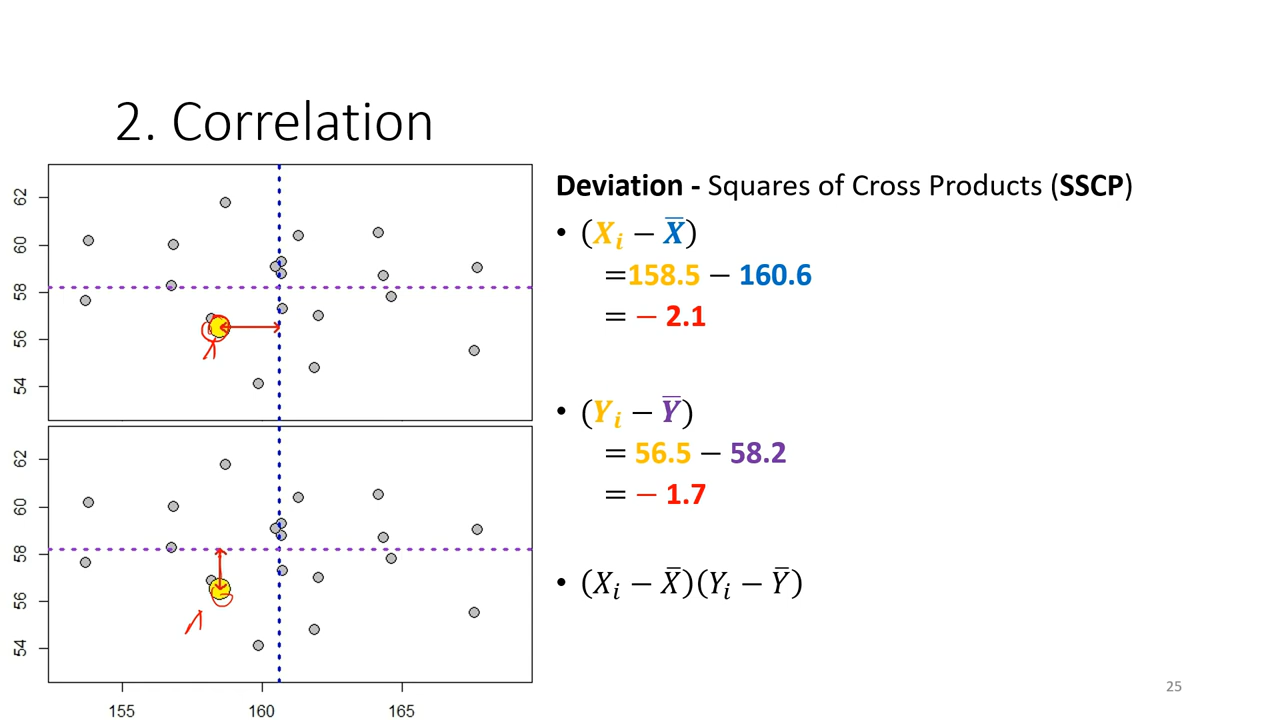 2. Correlation
62
60
58
56
54
62
60
58
56
54
155 160 165
Deviation - Squares of Cross Products (SSCP)
• (Xᵢ − X̅)
=158.5 − 160.6
= − 2.1
• (Yᵢ − Y̅)
= 56.5 − 58.2
= − 1.7
• (Xᵢ − X̅)(Yᵢ − Y̅)
25